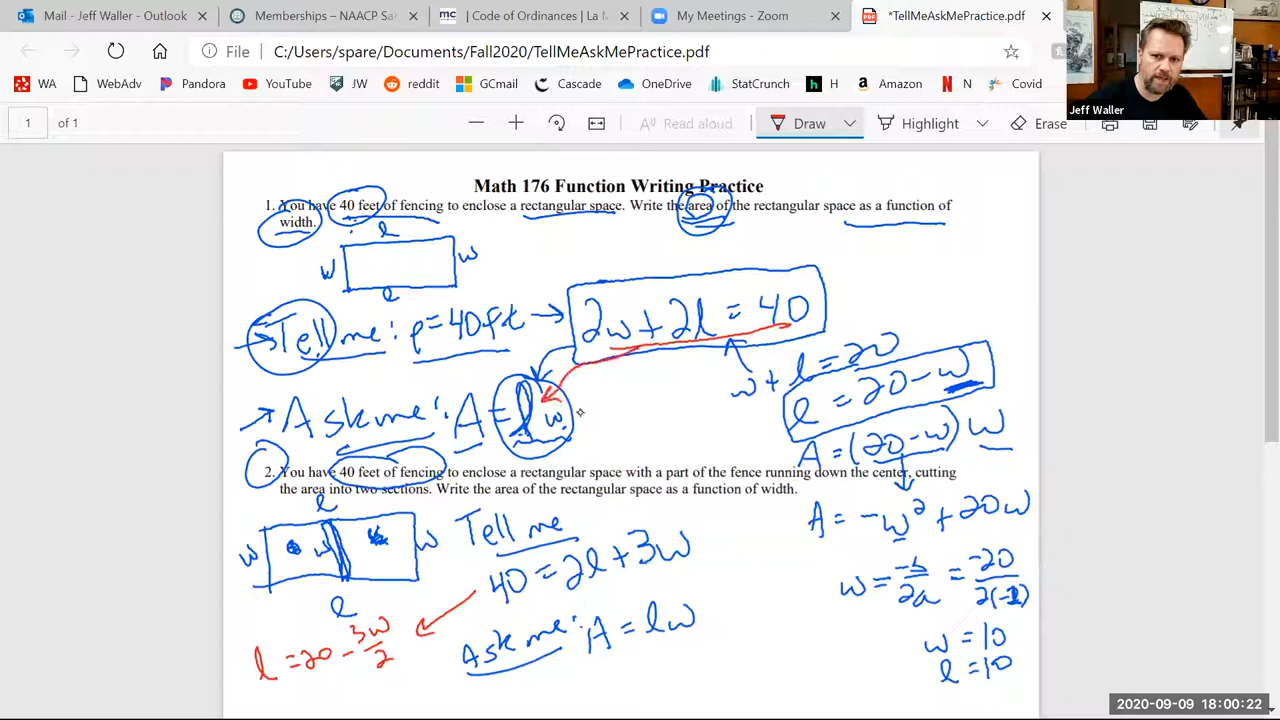 Mail - Jeff Waller - Outlook
Memberships – NAACP Sa
mc Code of Ordinances | La M
My Meetings - Zoom
*TellMeAskMePractice.pdf
File C:/Users/spare/Documents/Fall2020/TellMeAskMePractice.pdf
WA WebAdv Pandora YouTube JW reddit GCmail Cascade OneDrive StatCrunch h H a Amazon N N Covid
1 of 1 Read aloud Draw Highlight Erase
Jeff Waller
Math 176 Function Writing Practice
1. You have 40 feet of fencing to enclose a rectangular space. Write the area of the rectangular space as a function of
width.
l
w w
l
Tell me: p=40ft → 2w+2l = 40
w + l = 20
l = 20-w
→ Ask me: A = l w
A = (20-w) w
2. You have 40 feet of fencing to enclose a rectangular space with a part of the fence running down the center, cutting
the area into two sections. Write the area of the rectangular space as a function of width.
l
w w w
l
Tell me
40 = 2l+3w
Ask me: A = lw
l = 20 - 3w/2
A = -w² + 20w
w = -b/2a = -20/2(-1)
w = 10
l = 10
2020-09-09 18:00:22